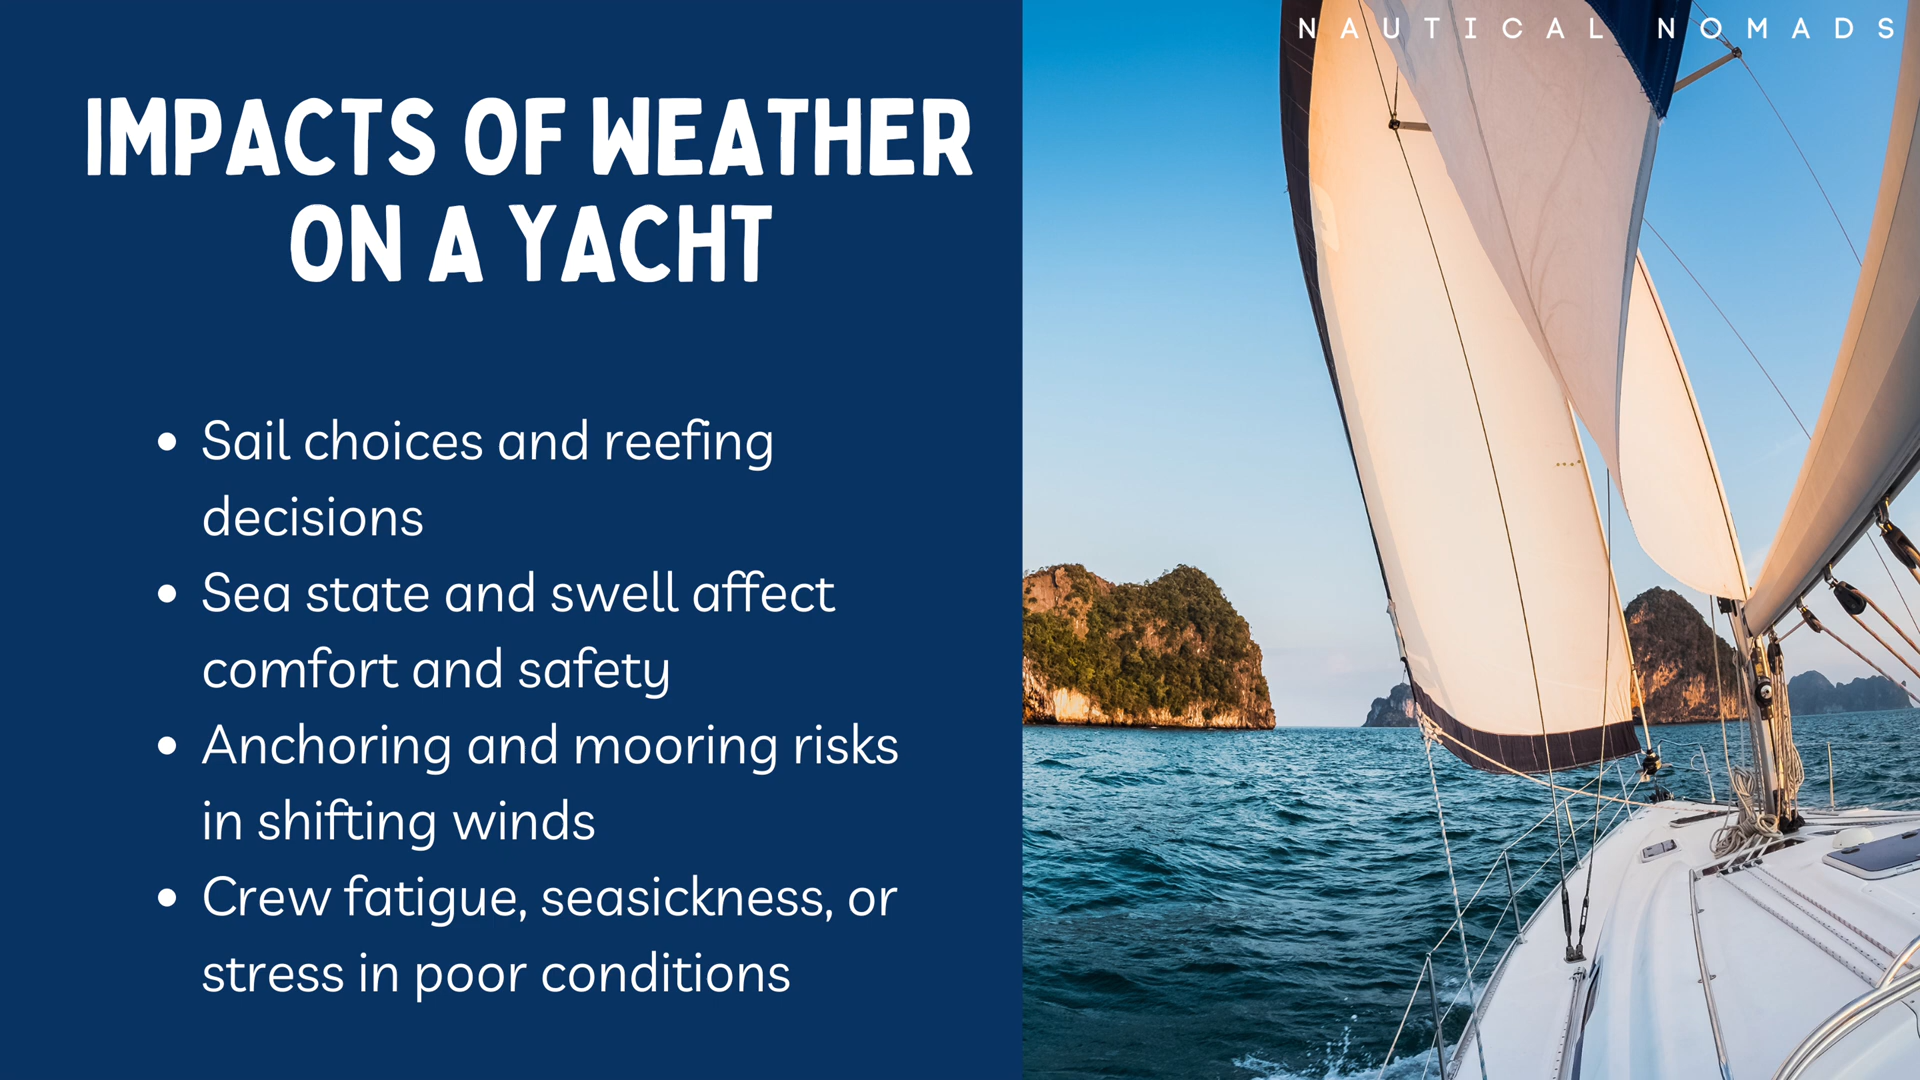 NAUTICAL NOMADS
IMPACTS OF WEATHER
ON A YACHT
• Sail choices and reefing
decisions
• Sea state and swell affect
comfort and safety
• Anchoring and mooring risks
in shifting winds
• Crew fatigue, seasickness, or
stress in poor conditions